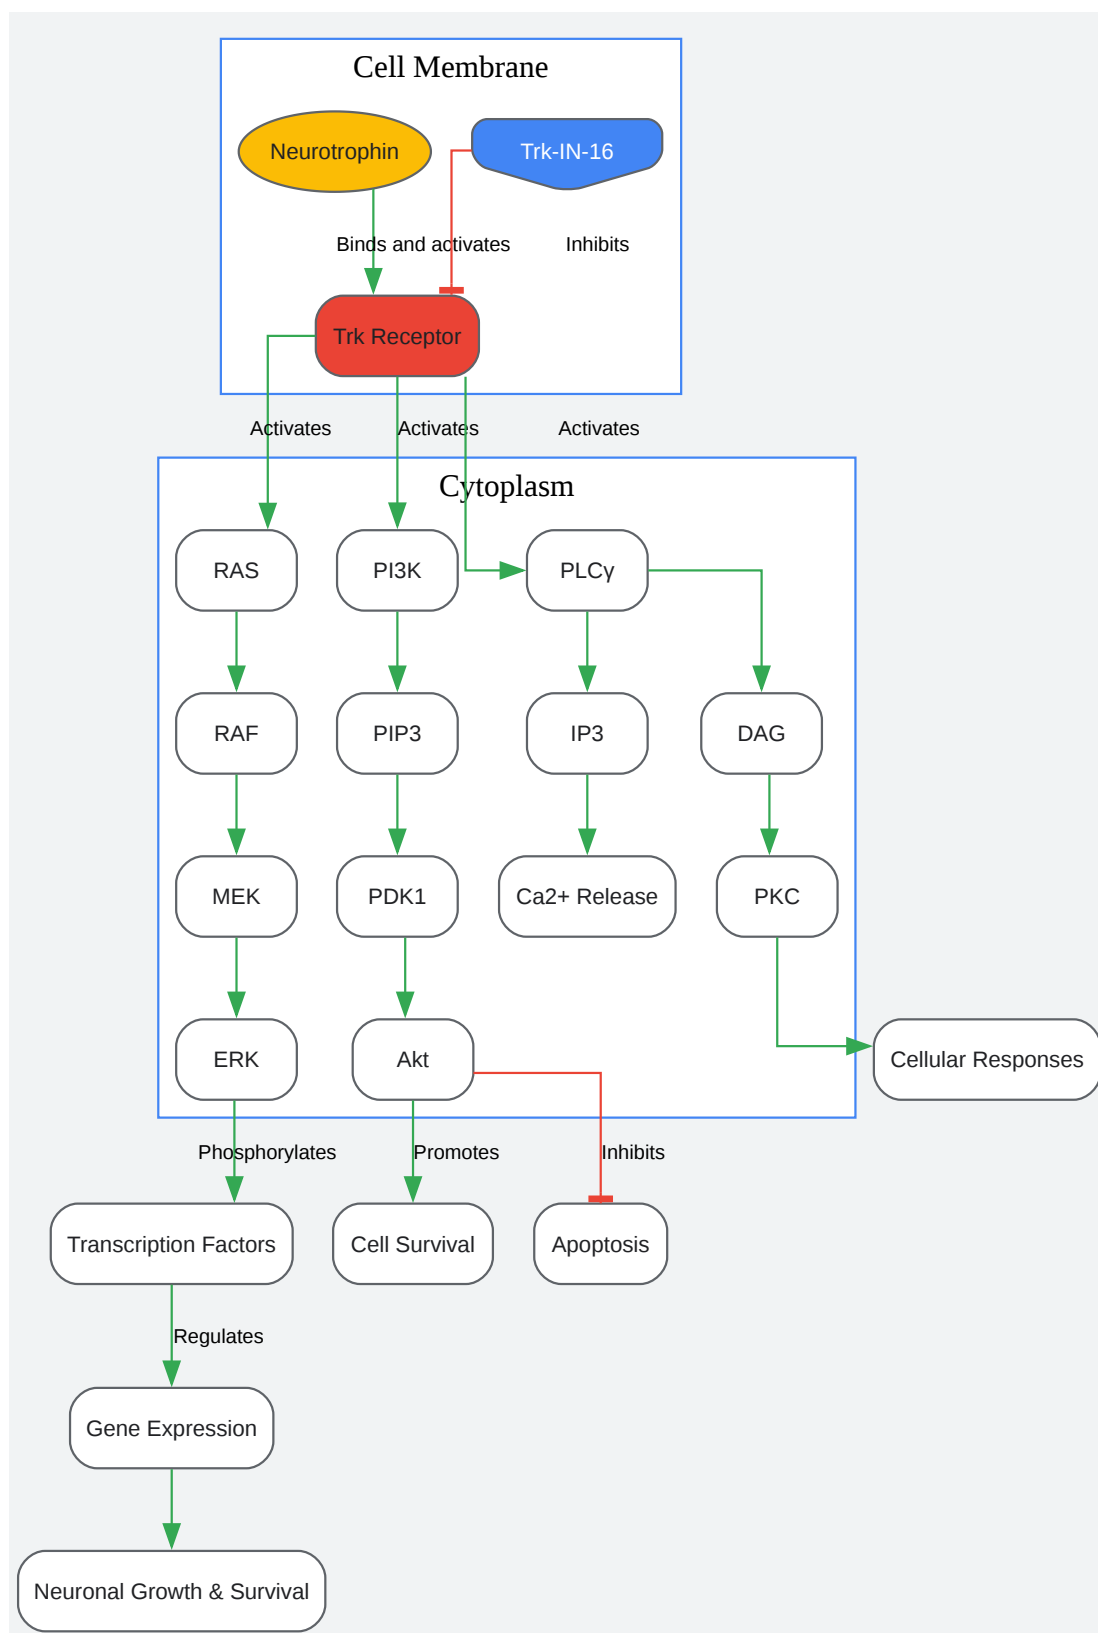 Cell Membrane
Neurotrophin
Trk-IN-16
Binds and activates
Inhibits
Trk Receptor
Activates
Activates
Activates
Cytoplasm
RAS
PI3K
PLCγ
RAF
PIP3
IP3
DAG
MEK
PDK1
Ca2+ Release
PKC
ERK
Akt
Cellular Responses
Phosphorylates
Promotes
Inhibits
Transcription Factors
Cell Survival
Apoptosis
Regulates
Gene Expression
Neuronal Growth & Survival